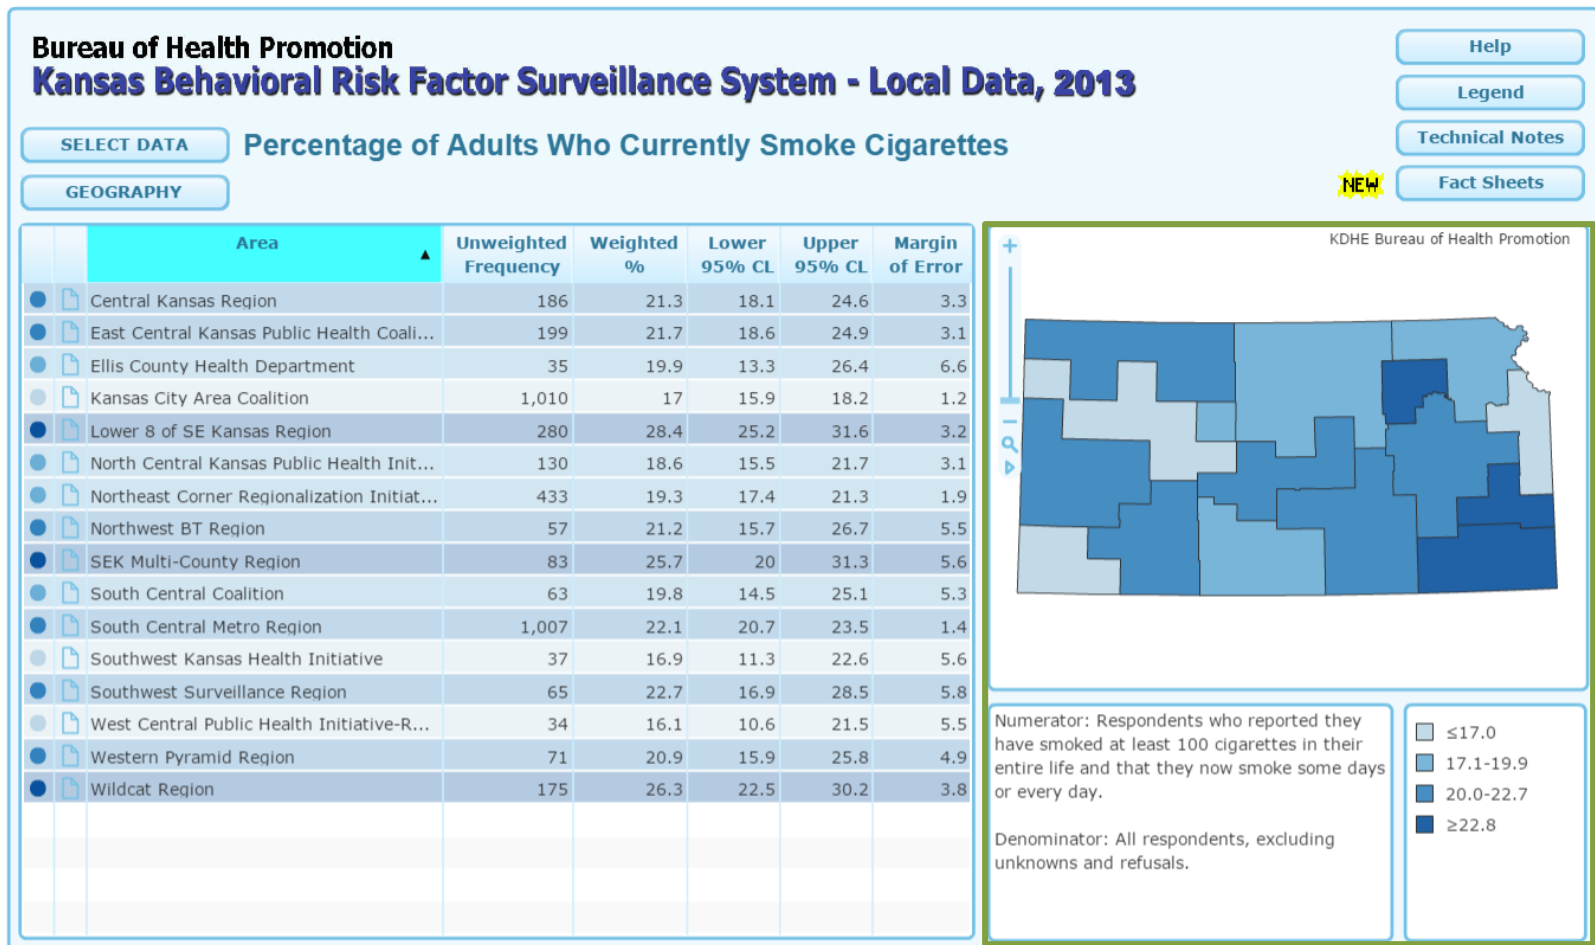 Bureau of Health Promotion
Kansas Behavioral Risk Factor Surveillance System - Local Data, 2013
Help
Legend
Technical Notes
NEW Fact Sheets
SELECT DATA
Percentage of Adults Who Currently Smoke Cigarettes
GEOGRAPHY
Area ▲ Unweighted Frequency Weighted % Lower 95% CL Upper 95% CL Margin of Error
Central Kansas Region 186 21.3 18.1 24.6 3.3
East Central Kansas Public Health Coali... 199 21.7 18.6 24.9 3.1
Ellis County Health Department 35 19.9 13.3 26.4 6.6
Kansas City Area Coalition 1,010 17 15.9 18.2 1.2
Lower 8 of SE Kansas Region 280 28.4 25.2 31.6 3.2
North Central Kansas Public Health Init... 130 18.6 15.5 21.7 3.1
Northeast Corner Regionalization Initiat... 433 19.3 17.4 21.3 1.9
Northwest BT Region 57 21.2 15.7 26.7 5.5
SEK Multi-County Region 83 25.7 20 31.3 5.6
South Central Coalition 63 19.8 14.5 25.1 5.3
South Central Metro Region 1,007 22.1 20.7 23.5 1.4
Southwest Kansas Health Initiative 37 16.9 11.3 22.6 5.6
Southwest Surveillance Region 65 22.7 16.9 28.5 5.8
West Central Public Health Initiative-R... 34 16.1 10.6 21.5 5.5
Western Pyramid Region 71 20.9 15.9 25.8 4.9
Wildcat Region 175 26.3 22.5 30.2 3.8
KDHE Bureau of Health Promotion
Numerator: Respondents who reported they
have smoked at least 100 cigarettes in their
entire life and that they now smoke some days
or every day.
Denominator: All respondents, excluding
unknowns and refusals.
≤17.0
17.1-19.9
20.0-22.7
≥22.8